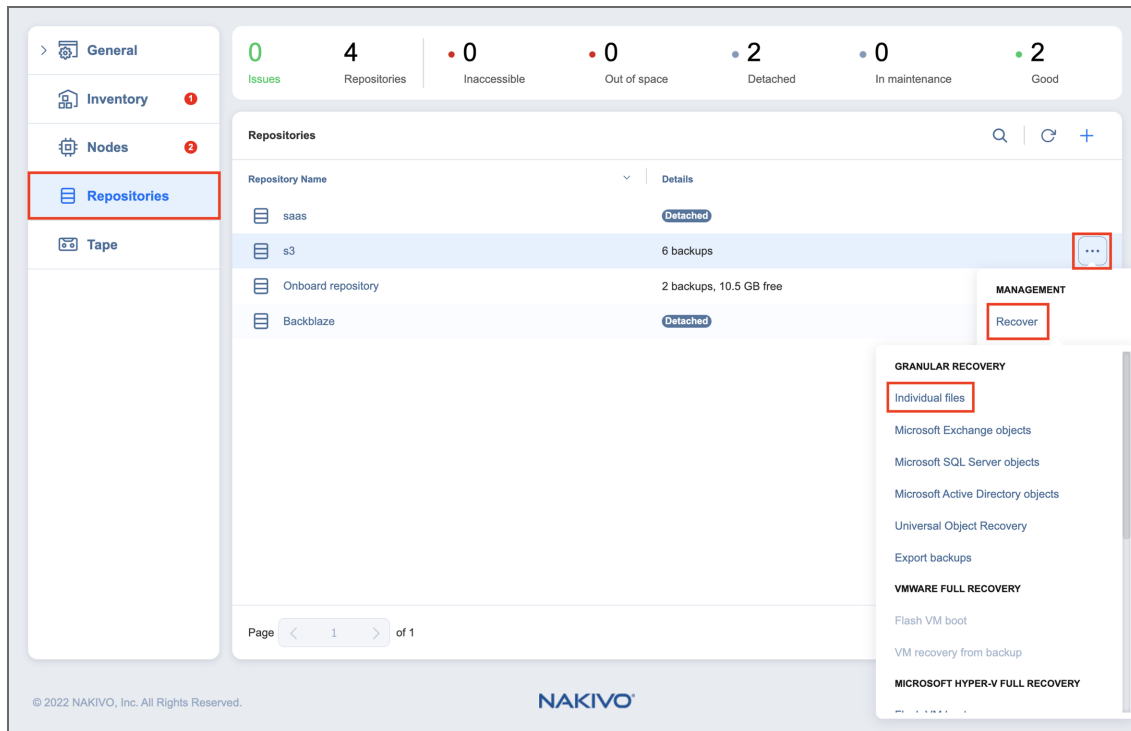 General
Inventory 1
Nodes 2
Repositories
Tape
0 4 0 0 2 0 2
Issues Repositories Inaccessible Out of space Detached In maintenance Good
Repositories
Repository Name Details
saas Detached
s3 6 backups
Onboard repository 2 backups, 10.5 GB free
Backblaze Detached
MANAGEMENT
Recover
GRANULAR RECOVERY
Individual files
Microsoft Exchange objects
Microsoft SQL Server objects
Microsoft Active Directory objects
Universal Object Recovery
Export backups
VMWARE FULL RECOVERY
Flash VM boot
VM recovery from backup
MICROSOFT HYPER-V FULL RECOVERY
Page 1 of 1
© 2022 NAKIVO, Inc. All Rights Reserved.
NAKIVO®